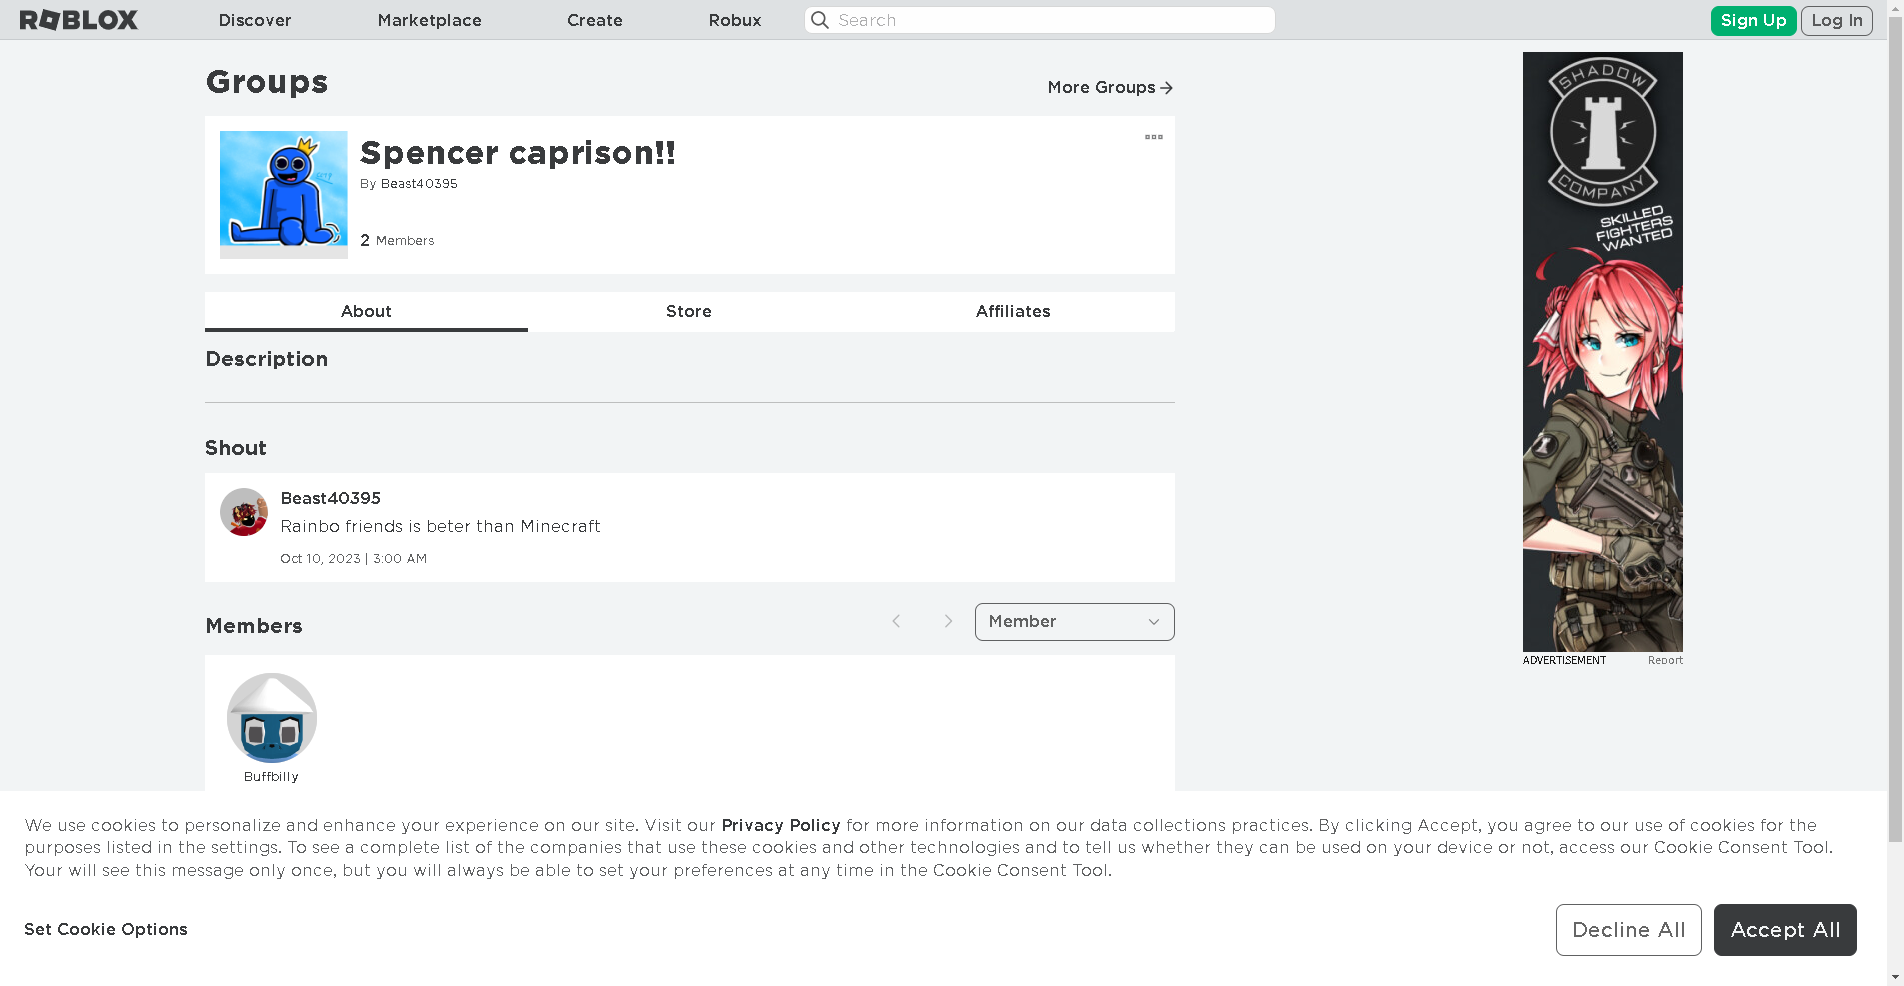 ROBLOX Discover Marketplace Create Robux Search Sign Up Log In
Groups
More Groups
Spencer caprison!!
By Beast40395
2 Members
About Store Affiliates
Description
Shout
Beast40395
Rainbo friends is beter than Minecraft
Oct 10, 2023 | 3:00 AM
Members
Member
Buffbilly
SHADOW
COMPANY
SKILLED
FIGHTERS
WANTED
ADVERTISEMENT Report
We use cookies to personalize and enhance your experience on our site. Visit our Privacy Policy for more information on our data collections practices. By clicking Accept, you agree to our use of cookies for the
purposes listed in the settings. To see a complete list of the companies that use these cookies and other technologies and to tell us whether they can be used on your device or not, access our Cookie Consent Tool.
Your will see this message only once, but you will always be able to set your preferences at any time in the Cookie Consent Tool.
Set Cookie Options
Decline All
Accept All